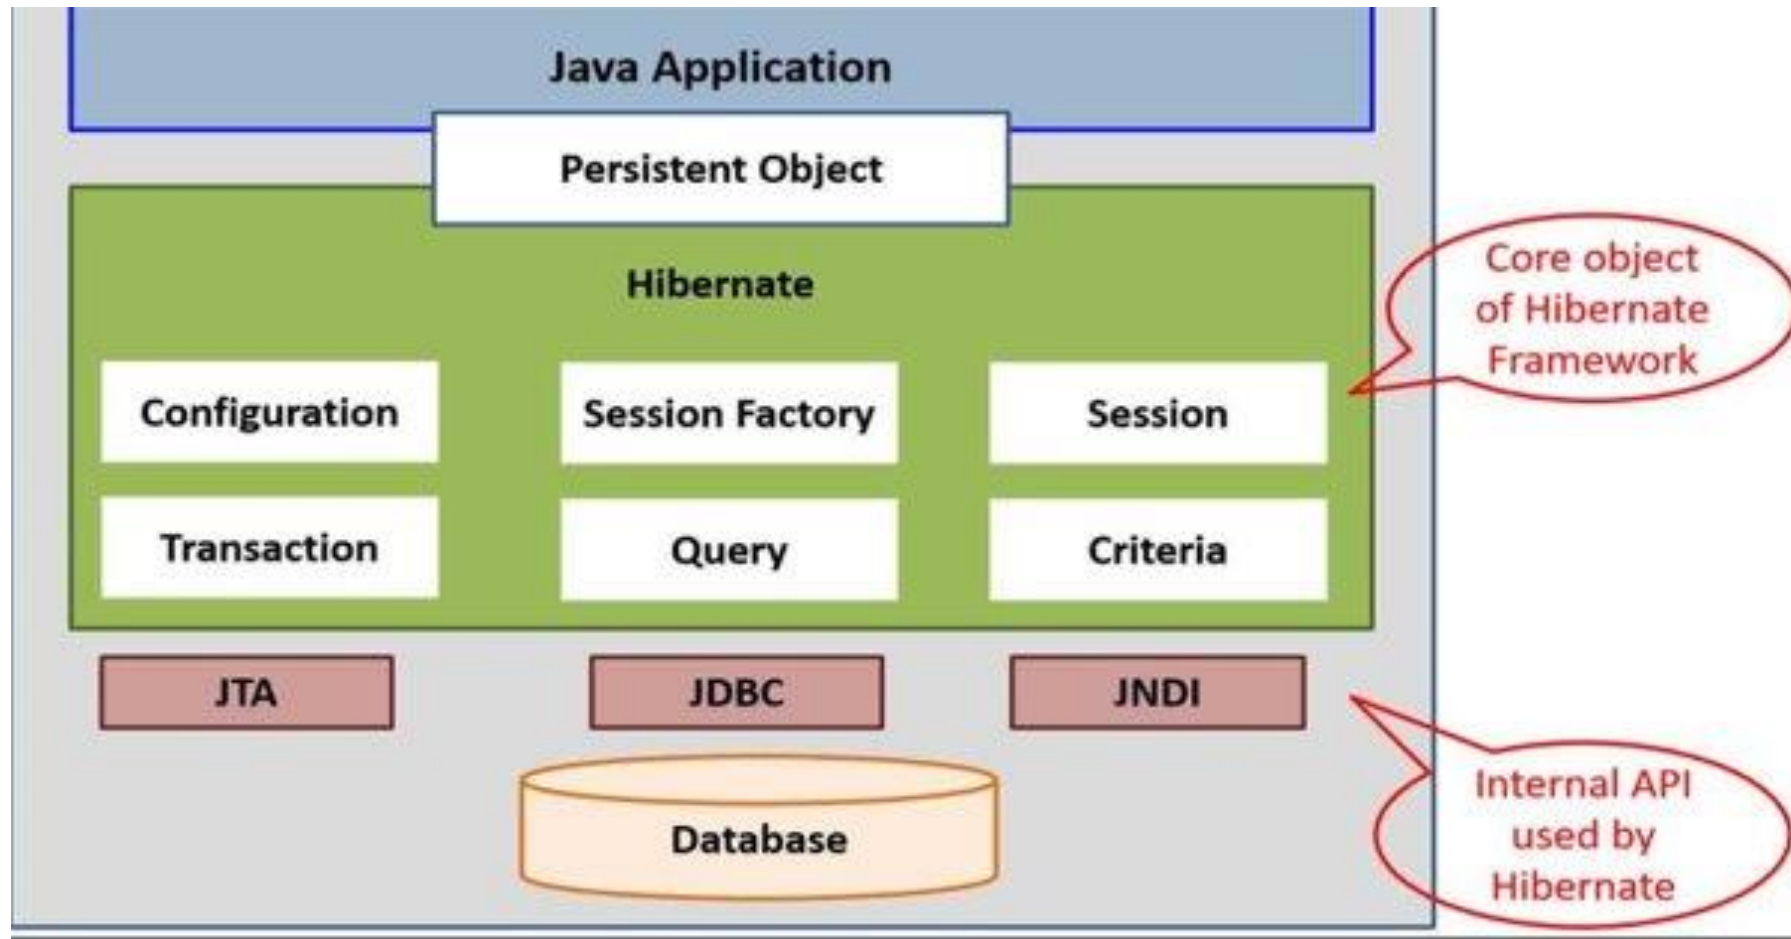 Java Application
Persistent Object
Hibernate
Core object
of Hibernate
Framework
Configuration
Session Factory
Session
Transaction
Query
Criteria
JTA
JDBC
JNDI
Internal API
used by
Hibernate
Database